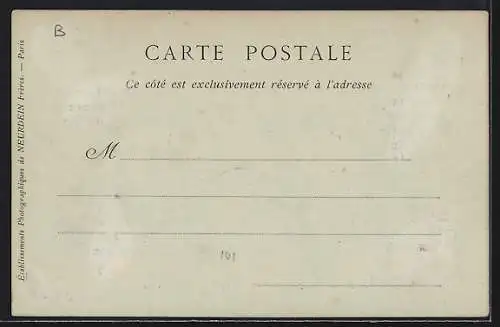 B
CARTE POSTALE
Ce côté est exclusivement réservé à l'adresse
M
101
Établissements Photographiques de NEURDEIN Frères. — Paris